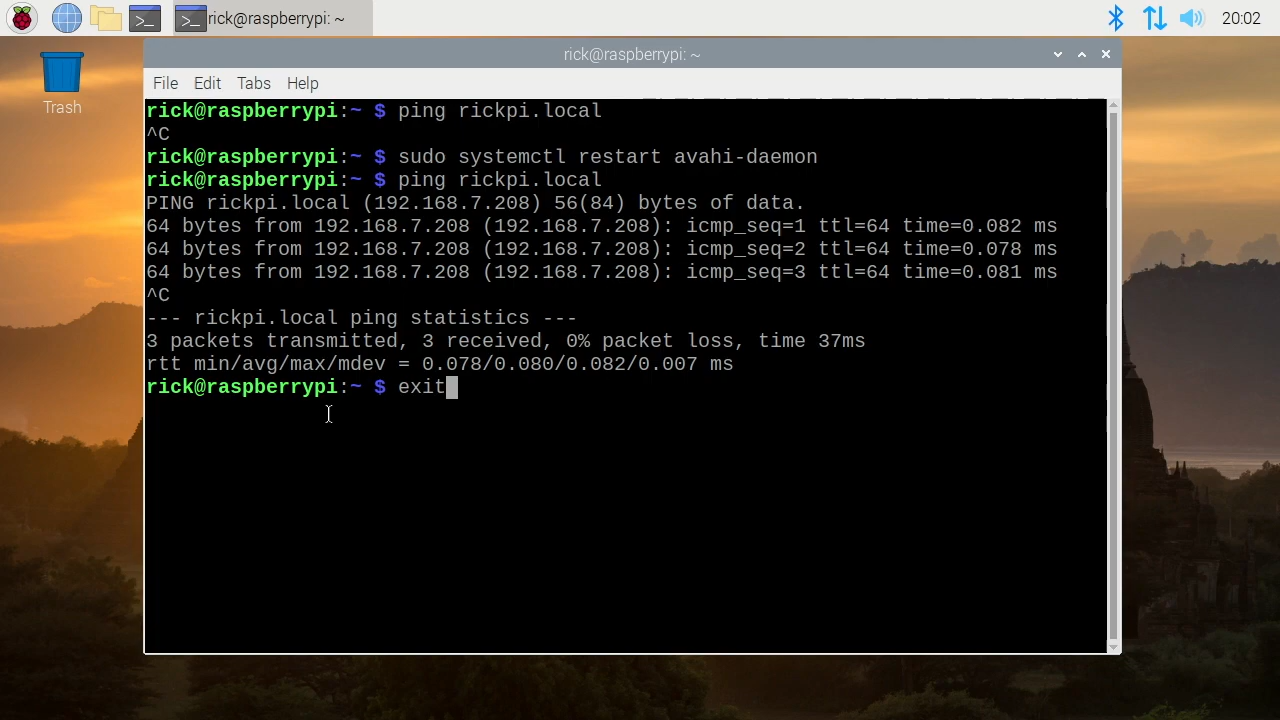 rick@raspberrypi: ~
20:02
rick@raspberrypi: ~
File Edit Tabs Help
Trash
rick@raspberrypi:~ $ ping rickpi.local
^C
rick@raspberrypi:~ $ sudo systemctl restart avahi-daemon
rick@raspberrypi:~ $ ping rickpi.local
PING rickpi.local (192.168.7.208) 56(84) bytes of data.
64 bytes from 192.168.7.208 (192.168.7.208): icmp_seq=1 ttl=64 time=0.082 ms
64 bytes from 192.168.7.208 (192.168.7.208): icmp_seq=2 ttl=64 time=0.078 ms
64 bytes from 192.168.7.208 (192.168.7.208): icmp_seq=3 ttl=64 time=0.081 ms
^C
--- rickpi.local ping statistics ---
3 packets transmitted, 3 received, 0% packet loss, time 37ms
rtt min/avg/max/mdev = 0.078/0.080/0.082/0.007 ms
rick@raspberrypi:~ $ exit